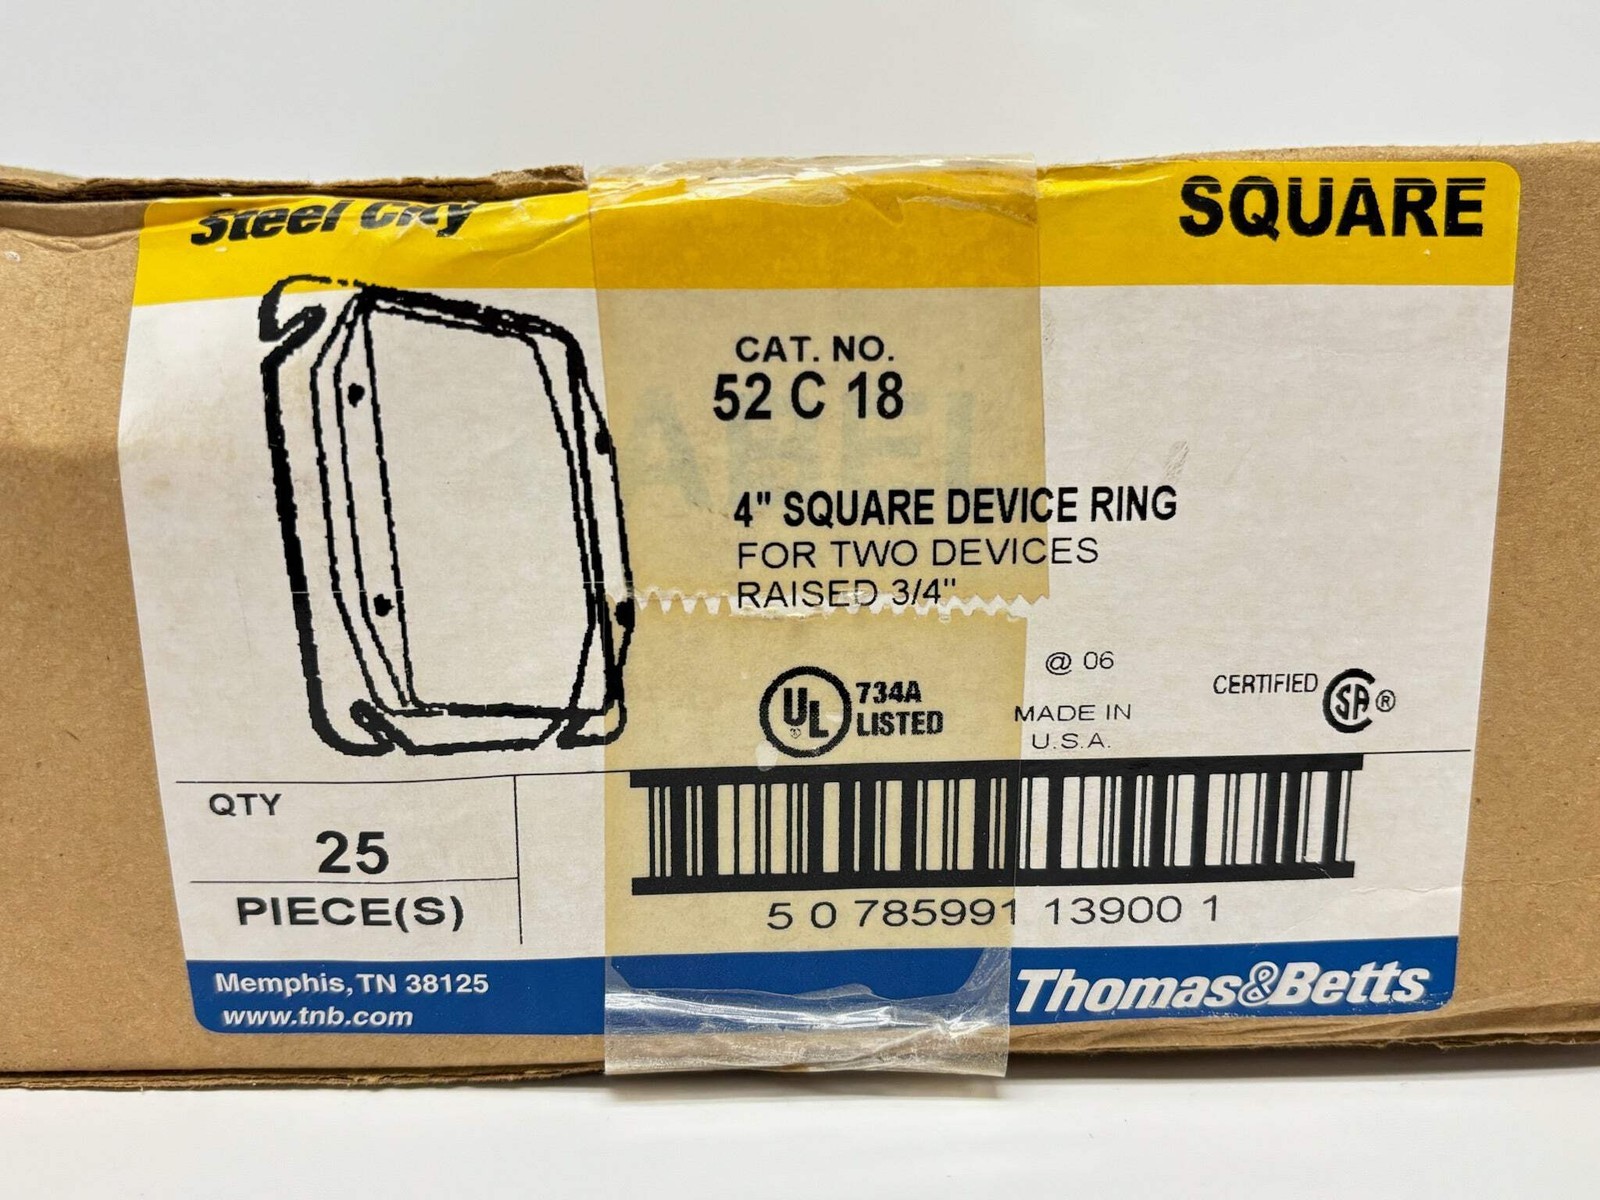 Steel City
SQUARE
CAT. NO.
52 C 18
4" SQUARE DEVICE RING
FOR TWO DEVICES
RAISED 3/4"
@ 06
UL
734A
LISTED
MADE IN
U.S.A.
CERTIFIED
SA ®
QTY
25
PIECE(S)
5 0 785991 13900 1
Memphis, TN 38125
www.tnb.com
Thomas&Betts